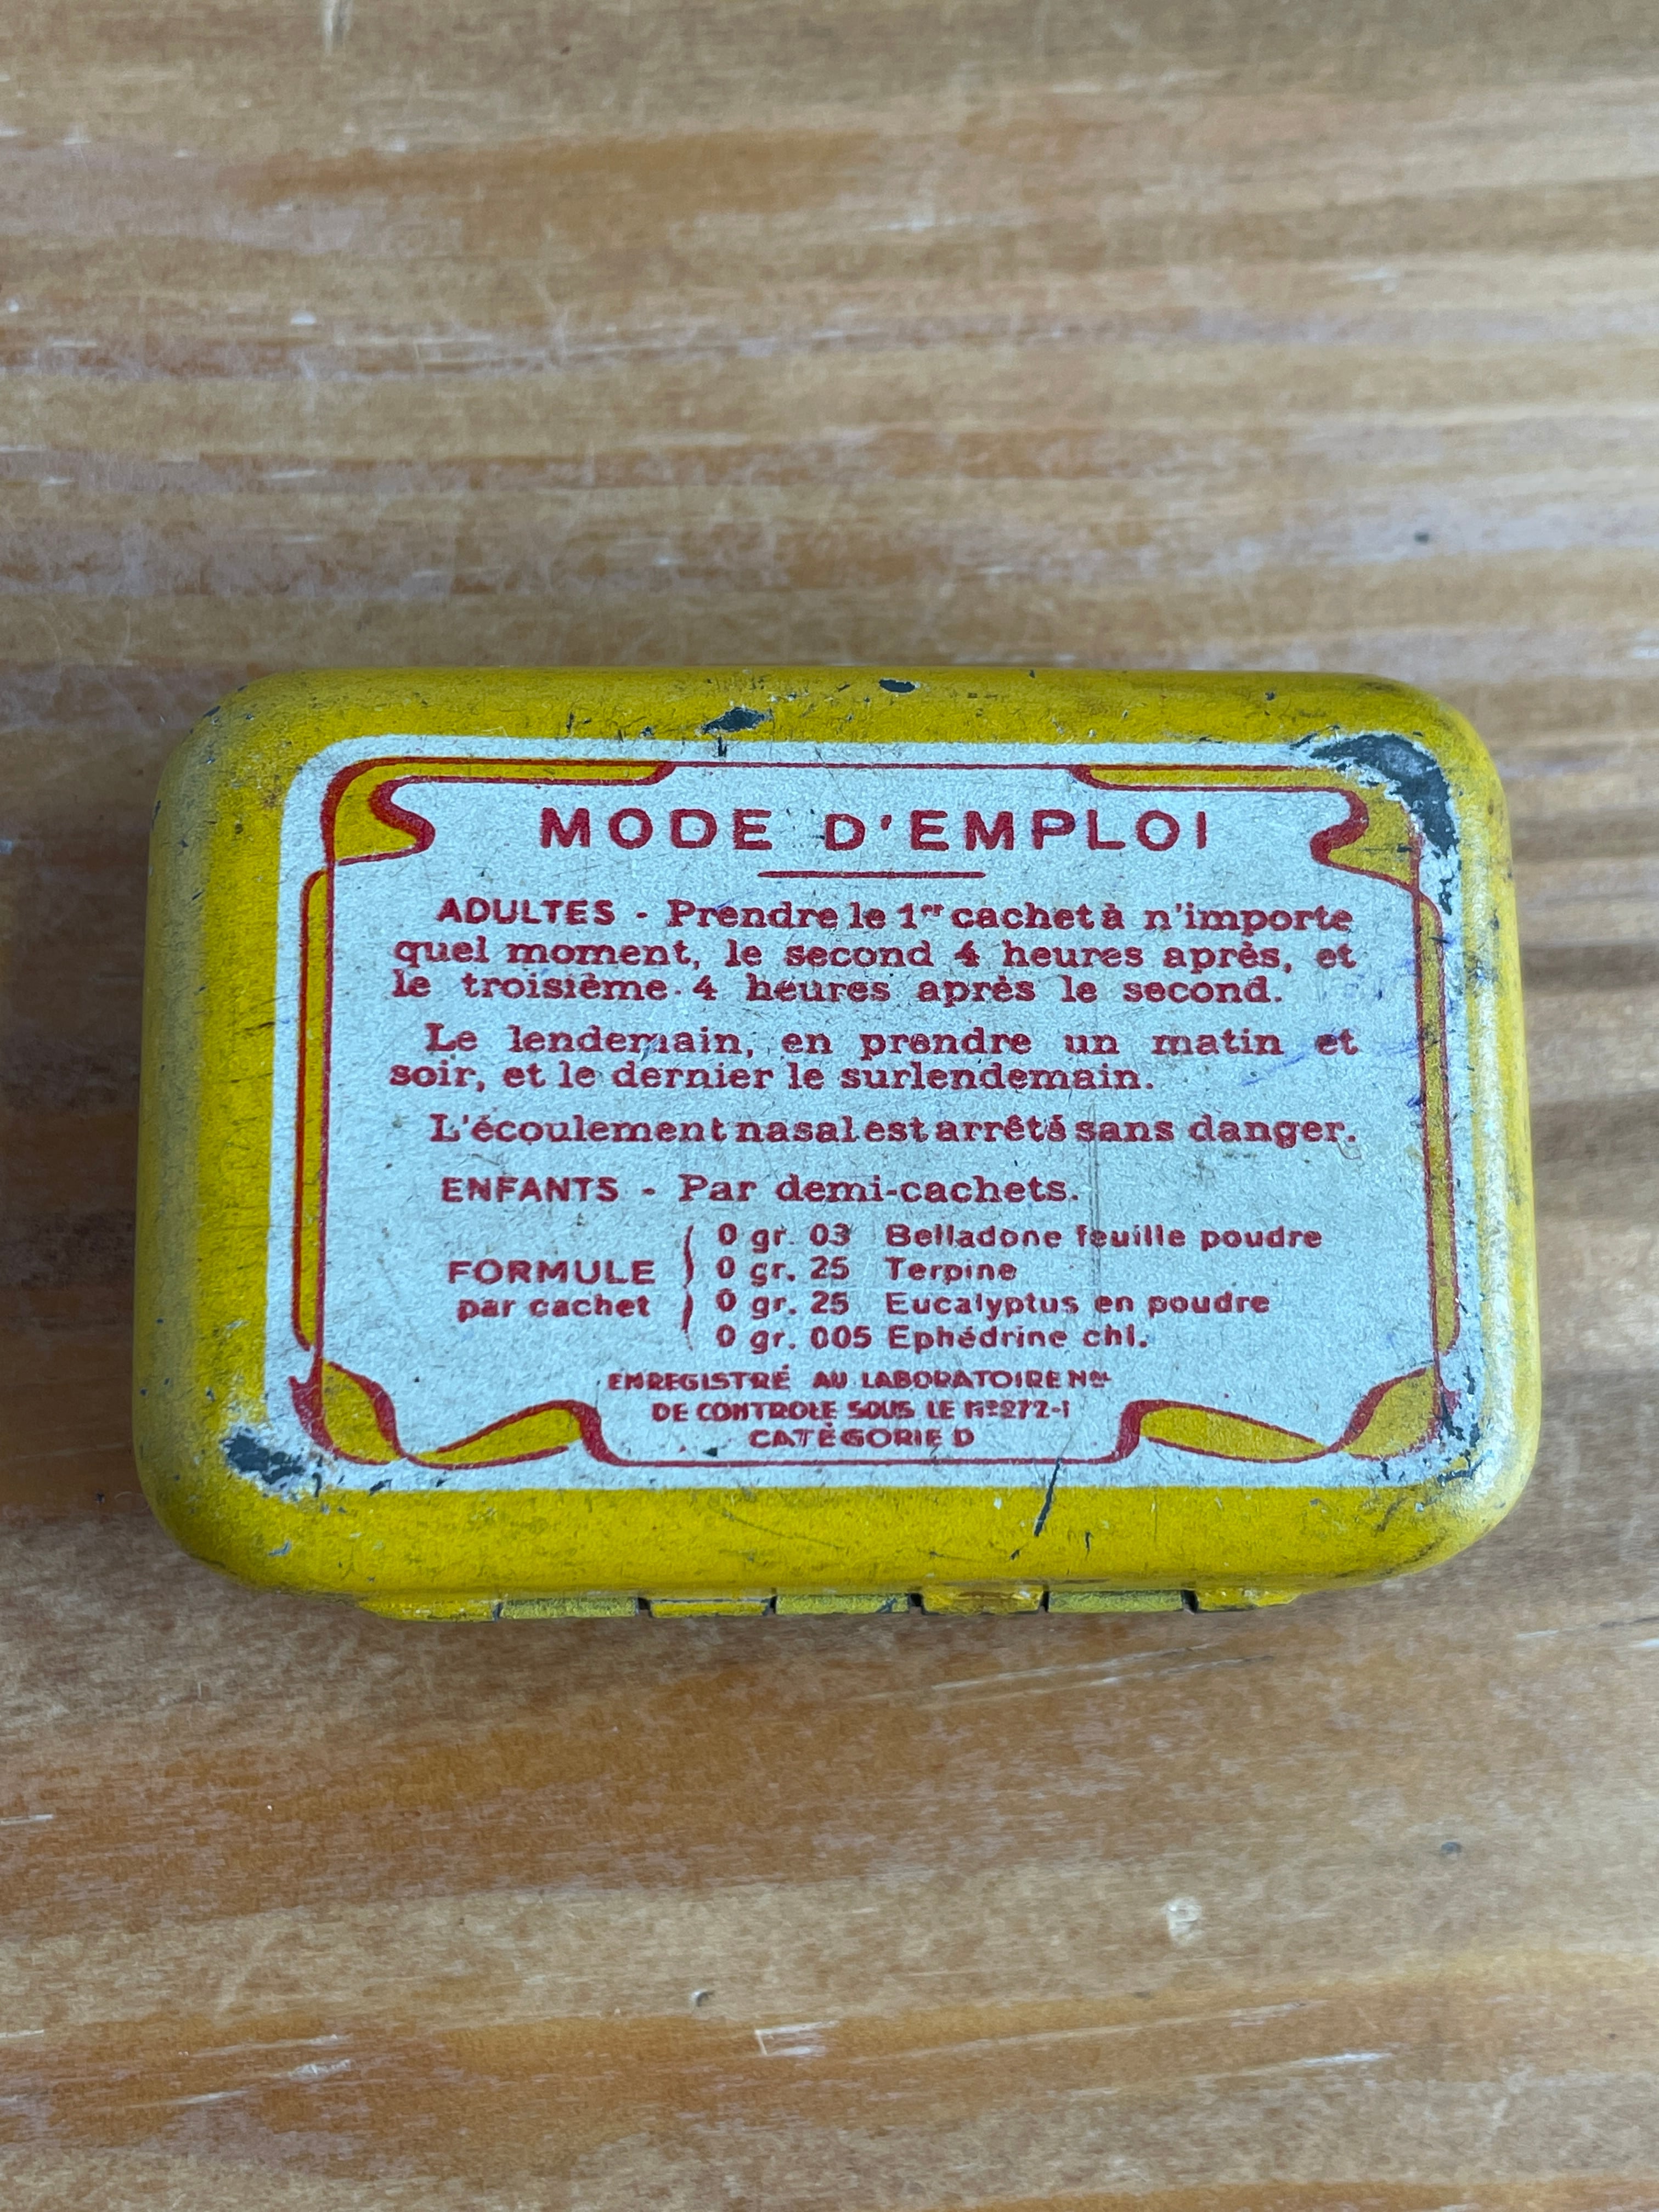 MODE D'EMPLOI
ADULTES - Prendre le 1er cachet à n'importe
quel moment, le second 4 heures après, et
le troisième 4 heures après le second.
Le lendemain, en prendre un matin et
soir, et le dernier le surlendemain.
L'écoulement nasal est arrêté sans danger.
ENFANTS - Par demi-cachets.
FORMULE
par cachet
0 gr. 03 Belladone feuille poudre
0 gr. 25 Terpine
0 gr. 25 Eucalyptus en poudre
0 gr. 005 Ephédrine chl.
ENREGISTRÉ AU LABORATOIRE Nal
DE CONTROLE SOUS LE Nº 272-1
CATÉGORIE D